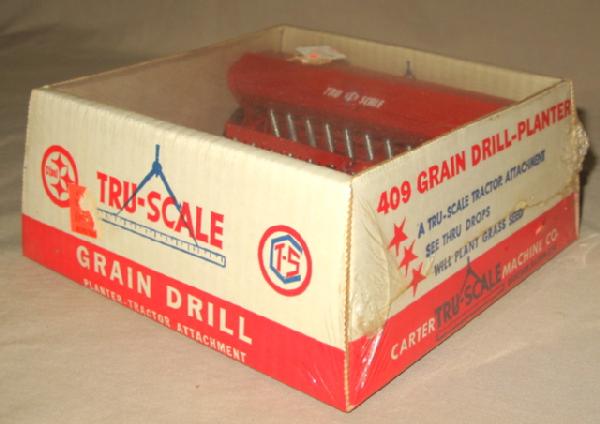 TRU-SCALE
TRU-SCALE
T-S
GRAIN DRILL
PLANTER-TRACTOR ATTACHMENT
409 GRAIN DRILL-PLANTER
A TRU-SCALE TRACTOR ATTACHMENT
SEE THRU DROPS
WILL PLANT GRASS SEED
CARTER TRU-SCALE MACHINE CO.